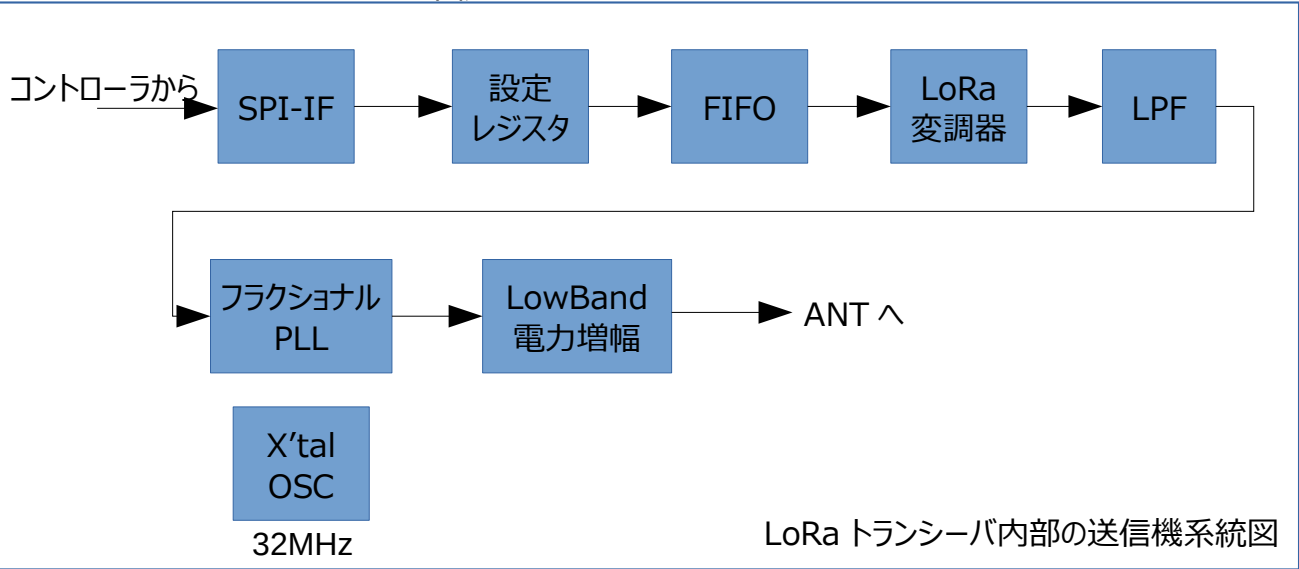 コントローラから
SPI-IF
設定
レジスタ
FIFO
LoRa
変調器
LPF
フラクショナル
PLL
LowBand
電力増幅
ANT へ
X’tal
OSC
32MHz
LoRa トランシーバ内部の送信機系統図